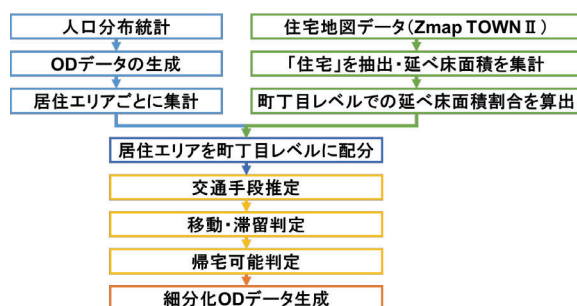 人口分布統計
ODデータの生成
居住エリアごとに集計
住宅地図データ(Zmap TOWNⅡ)
「住宅」を抽出・延べ床面積を集計
町丁目レベルでの延べ床面積割合を算出
居住エリアを町丁目レベルに配分
交通手段推定
移動・滞留判定
帰宅可能判定
細分化ODデータ生成